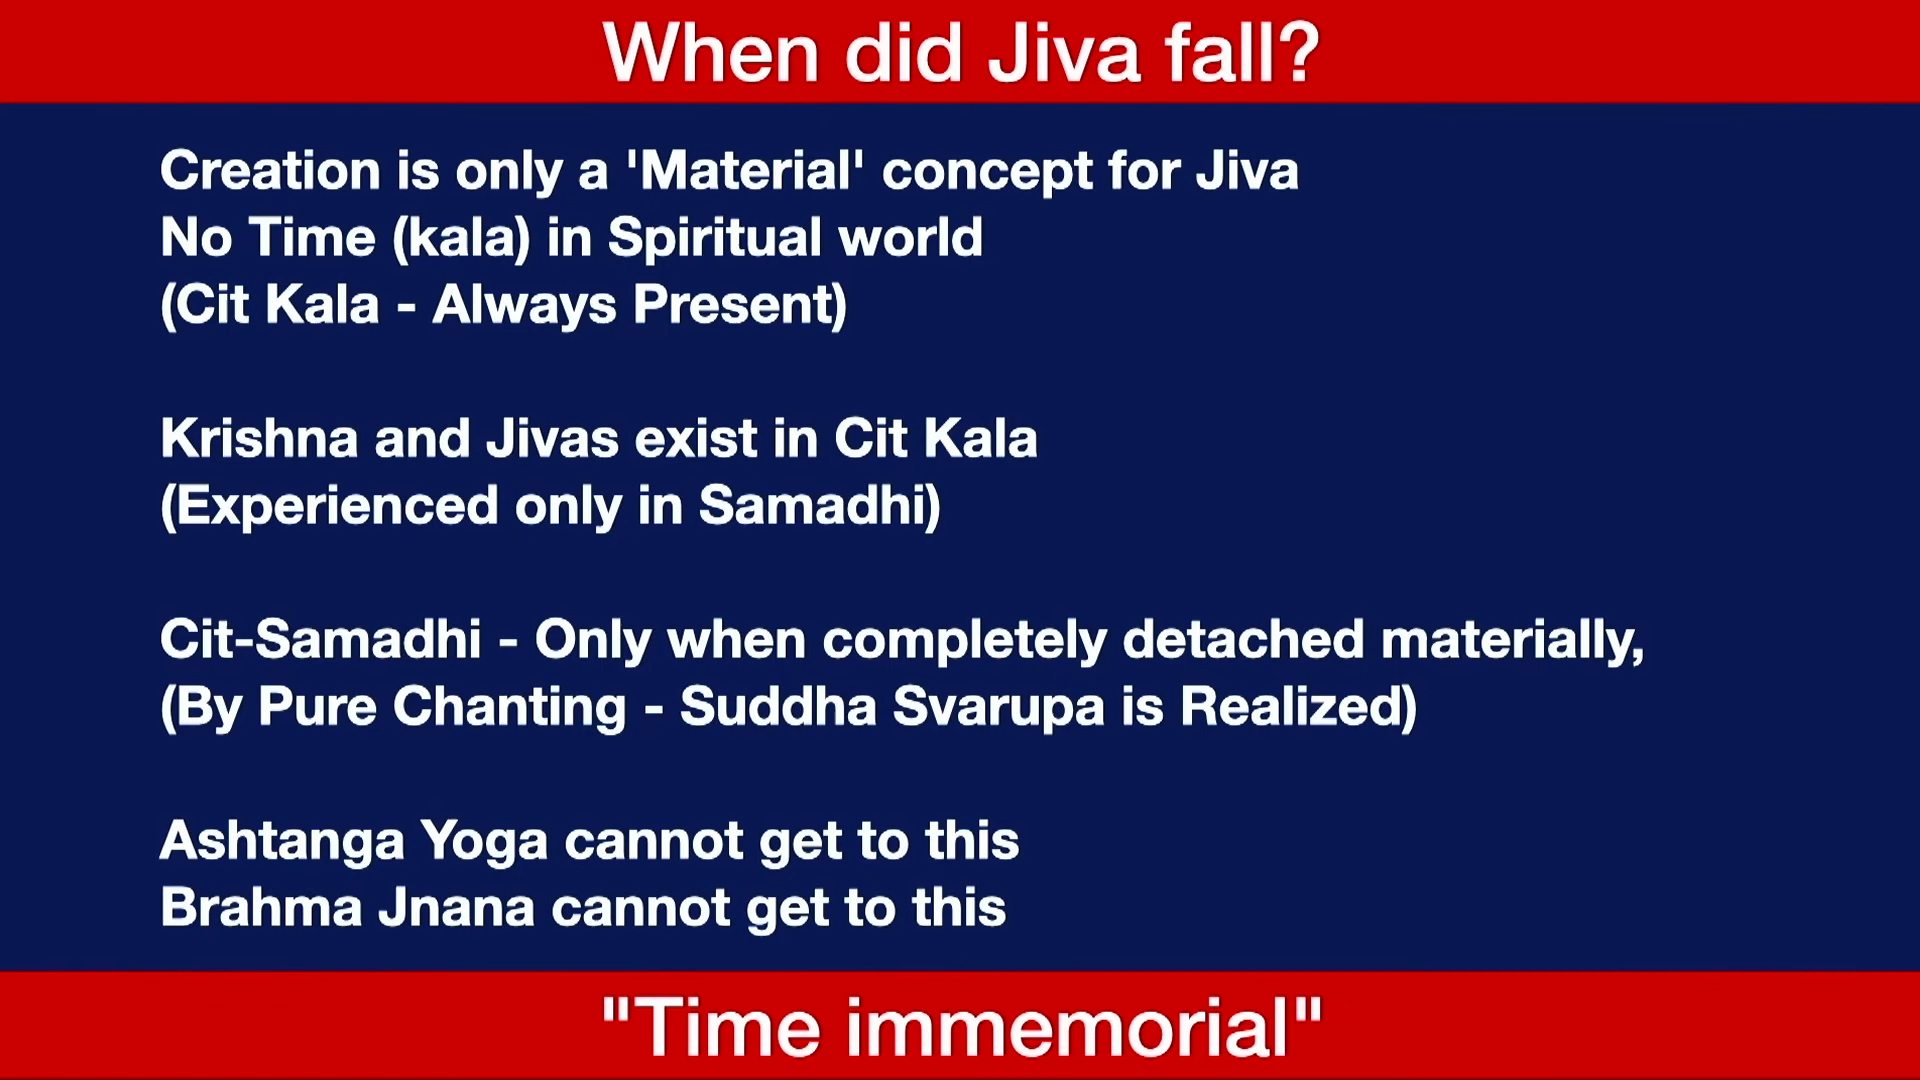 When did Jiva fall?
Creation is only a 'Material' concept for Jiva
No Time (kala) in Spiritual world
(Cit Kala - Always Present)
Krishna and Jivas exist in Cit Kala
(Experienced only in Samadhi)
Cit-Samadhi - Only when completely detached materially,
(By Pure Chanting - Suddha Svarupa is Realized)
Ashtanga Yoga cannot get to this
Brahma Jnana cannot get to this
"Time immemorial"